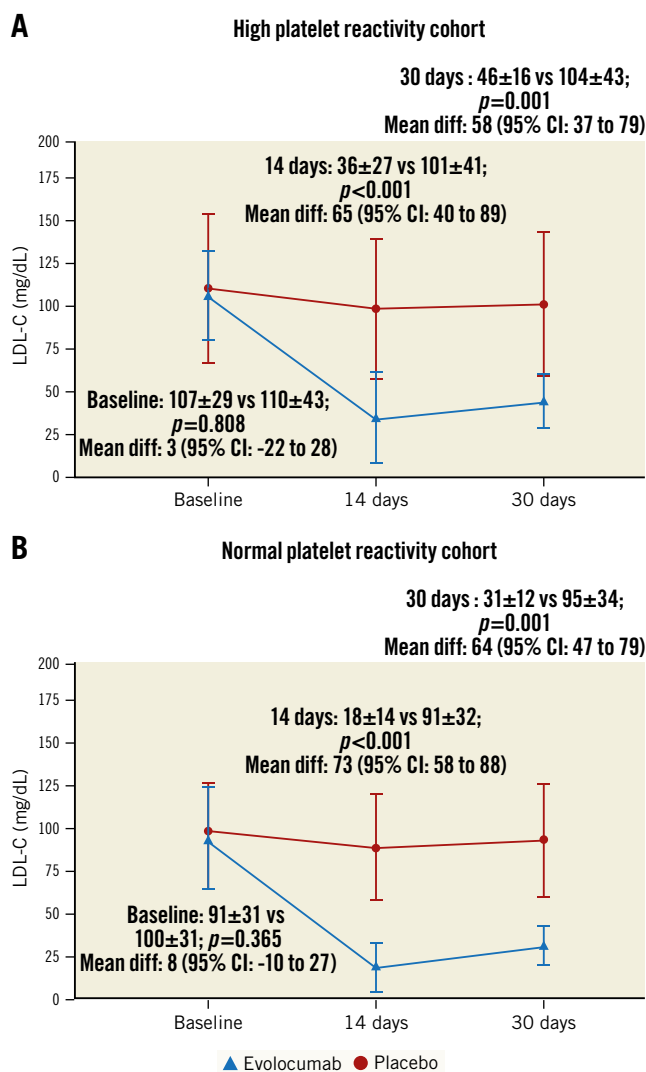 A
High platelet reactivity cohort
30 days : 46±16 vs 104±43;
p=0.001
Mean diff: 58 (95% CI: 37 to 79)
200
175
150
125
100
75
50
25
0
LDL-C (mg/dL)
14 days: 36±27 vs 101±41;
p<0.001
Mean diff: 65 (95% CI: 40 to 89)
Baseline: 107±29 vs 110±43;
p=0.808
Mean diff: 3 (95% CI: -22 to 28)
Baseline
14 days
30 days
B
Normal platelet reactivity cohort
30 days : 31±12 vs 95±34;
p=0.001
Mean diff: 64 (95% CI: 47 to 79)
200
175
150
125
100
75
50
25
0
LDL-C (mg/dL)
14 days: 18±14 vs 91±32;
p<0.001
Mean diff: 73 (95% CI: 58 to 88)
Baseline: 91±31 vs
100±31; p=0.365
Mean diff: 8 (95% CI: -10 to 27)
Baseline
14 days
30 days
Evolocumab
Placebo